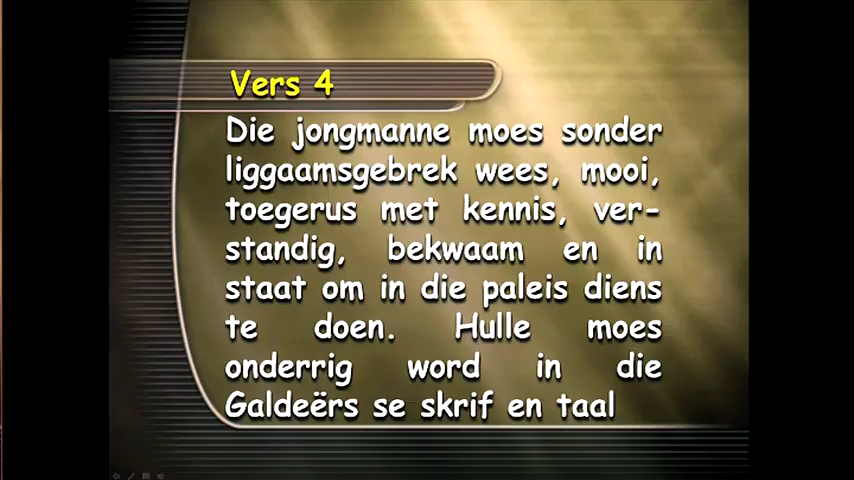 Vers 4
Die jongmanne moes sonder
liggaamsgebrek wees, mooi,
toegerus met kennis, ver-
standig, bekwaam en in
staat om in die paleis diens
te doen. Hulle moes
onderrig word in die
Galdeërs se skrif en taal